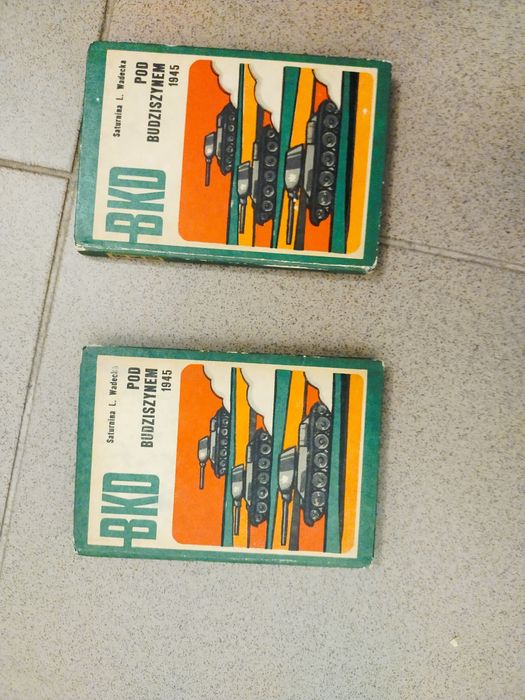 Saturnina L. Wadecka
POD
BUDZISZYNEM
1945
BKD
Saturnina L. Wadecka
POD
BUDZISZYNEM
1945
BKD